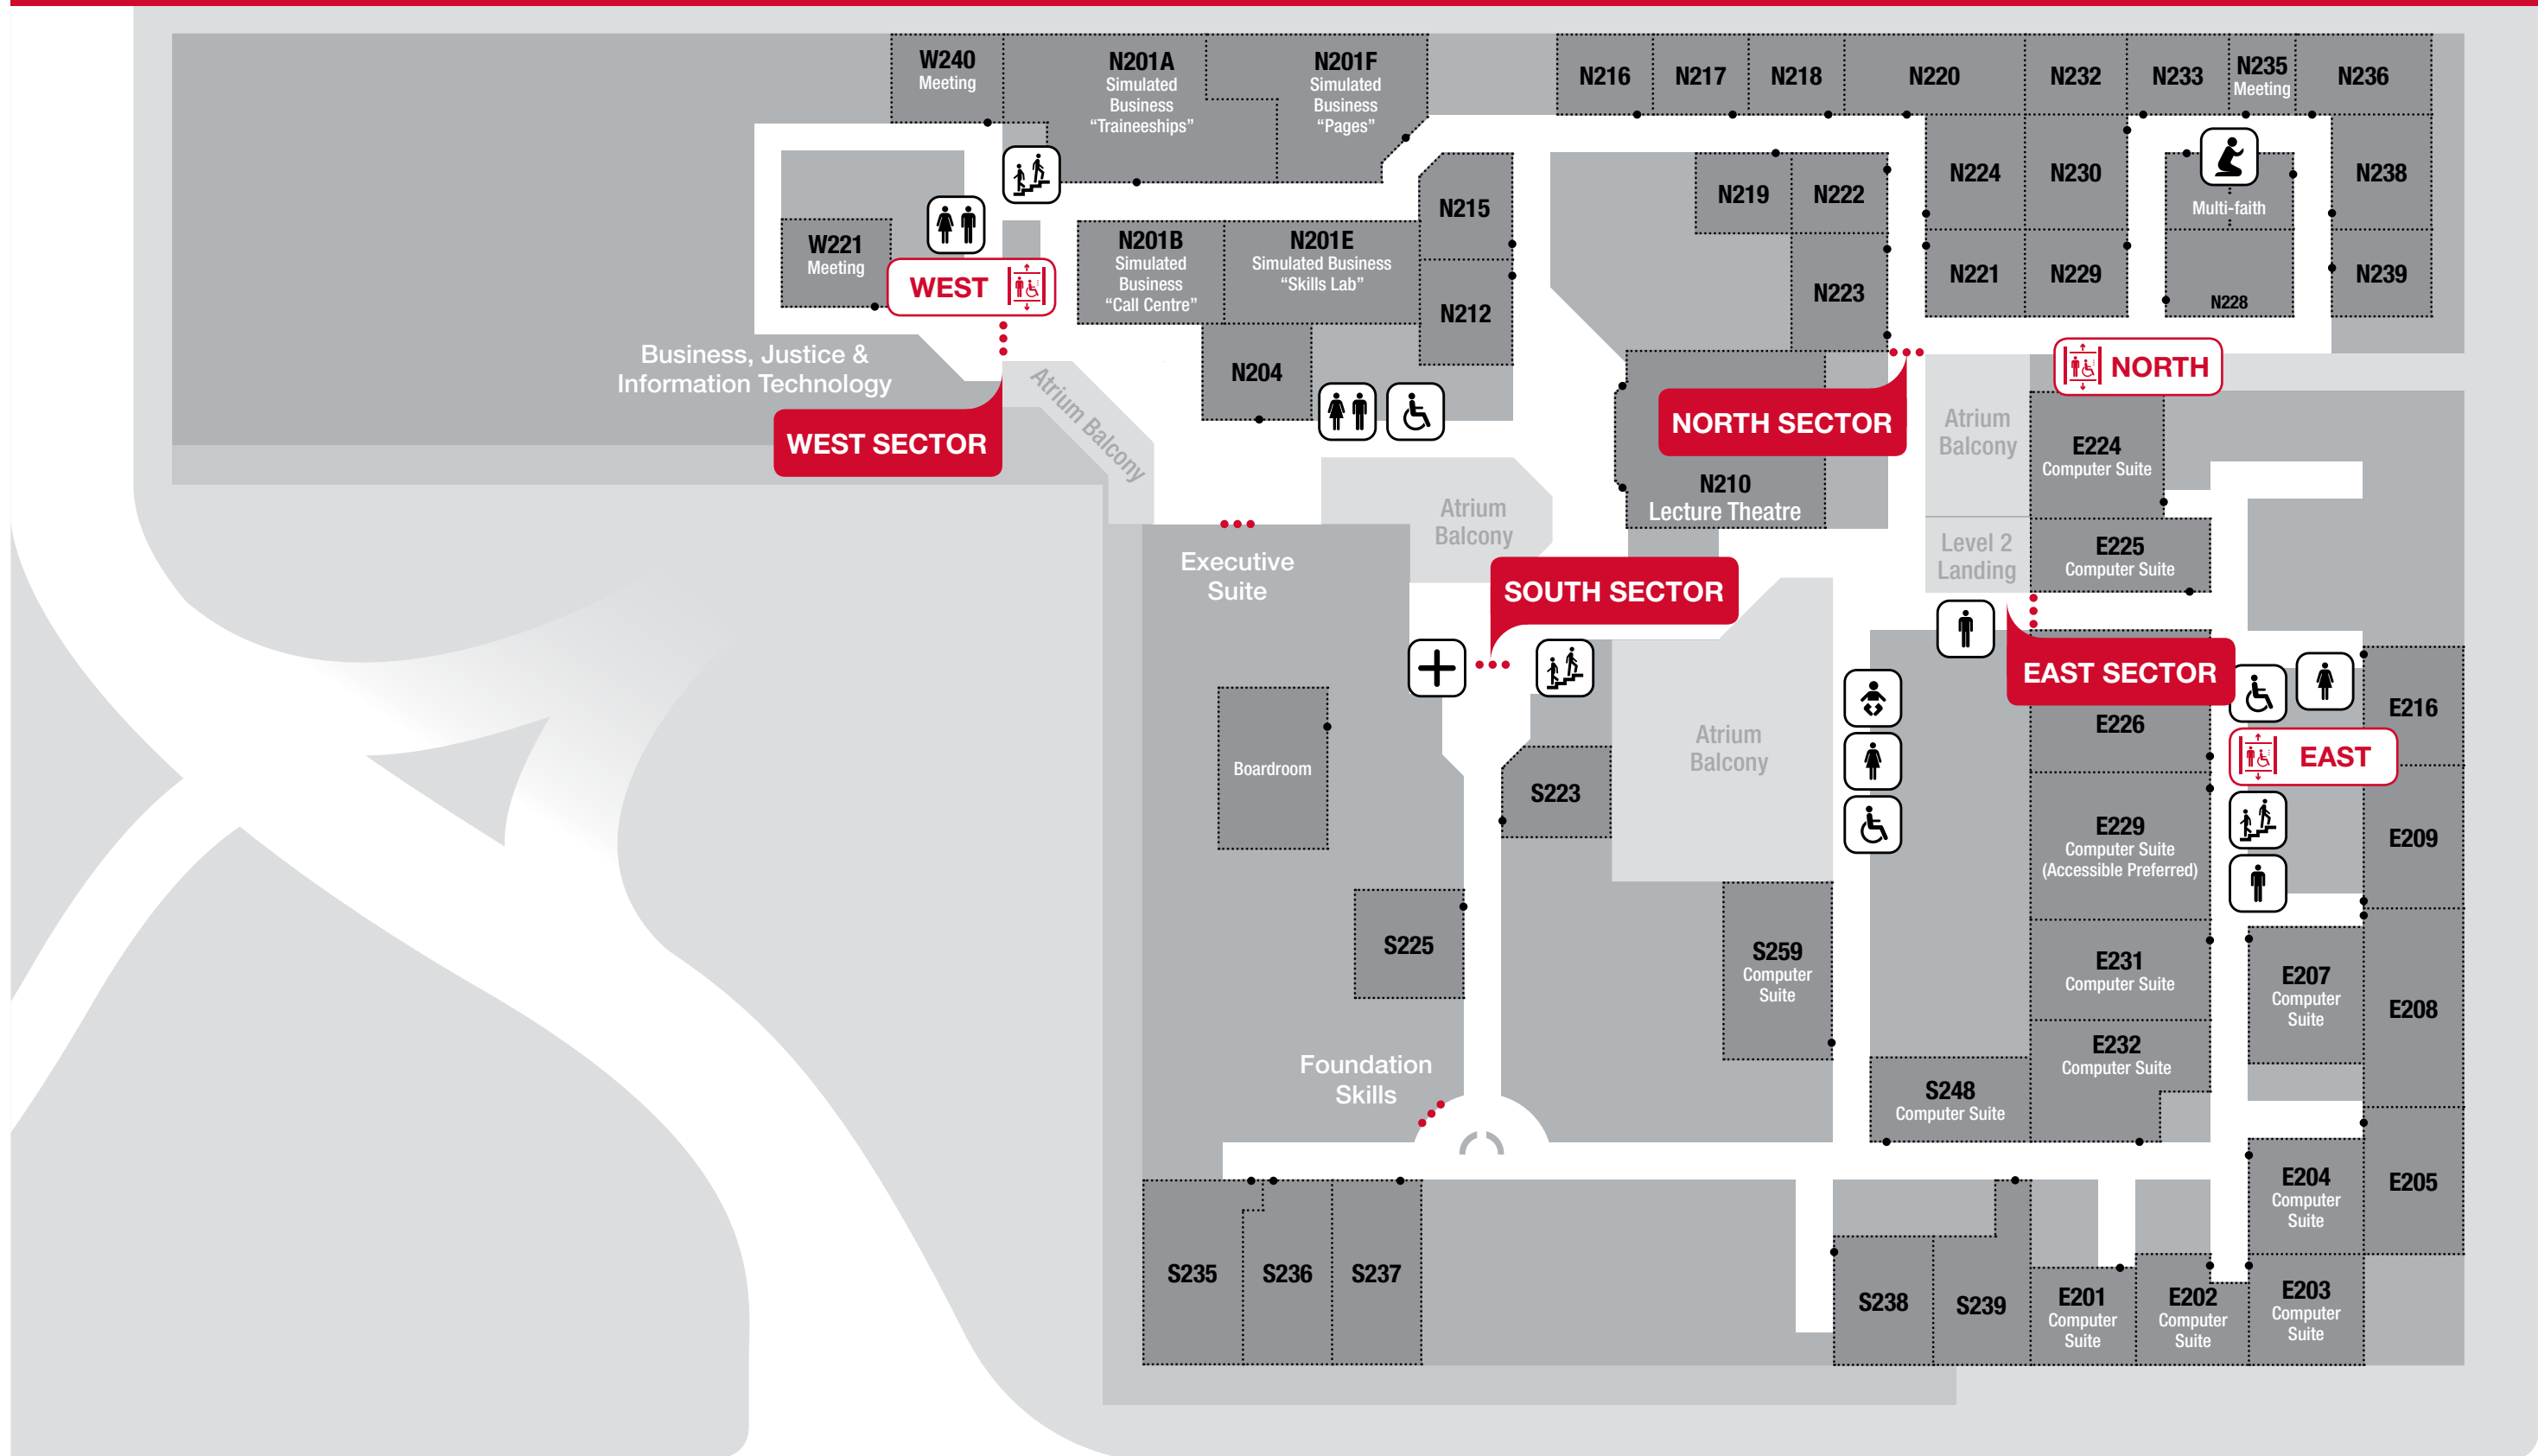 W240
Meeting
N201A
Simulated
Business
“Traineeships”
N201F
Simulated
Business
“Pages”
N216
N217
N218
N220
N232
N233
N235
Meeting
N236
N215
N219
N222
N224
N230
Multi-faith
N238
W221
Meeting
WEST
N201B
Simulated
Business
“Call Centre”
N201E
Simulated Business
“Skills Lab”
N212
N223
N221
N229
N228
N239
Business, Justice &
Information Technology
N204
Atrium Balcony
WEST SECTOR
NORTH SECTOR
NORTH
Atrium
Balcony
E224
Computer Suite
N210
Lecture Theatre
Atrium
Balcony
Level 2
Landing
E225
Computer Suite
Executive
Suite
SOUTH SECTOR
EAST SECTOR
E226
E216
EAST
Boardroom
S223
Atrium
Balcony
E229
Computer Suite
(Accessible Preferred)
E209
S225
S259
Computer
Suite
E231
Computer Suite
E207
Computer
Suite
E208
E232
Computer Suite
Foundation
Skills
S248
Computer Suite
E204
Computer
Suite
E205
S235
S236
S237
S238
S239
E201
Computer
Suite
E202
Computer
Suite
E203
Computer
Suite